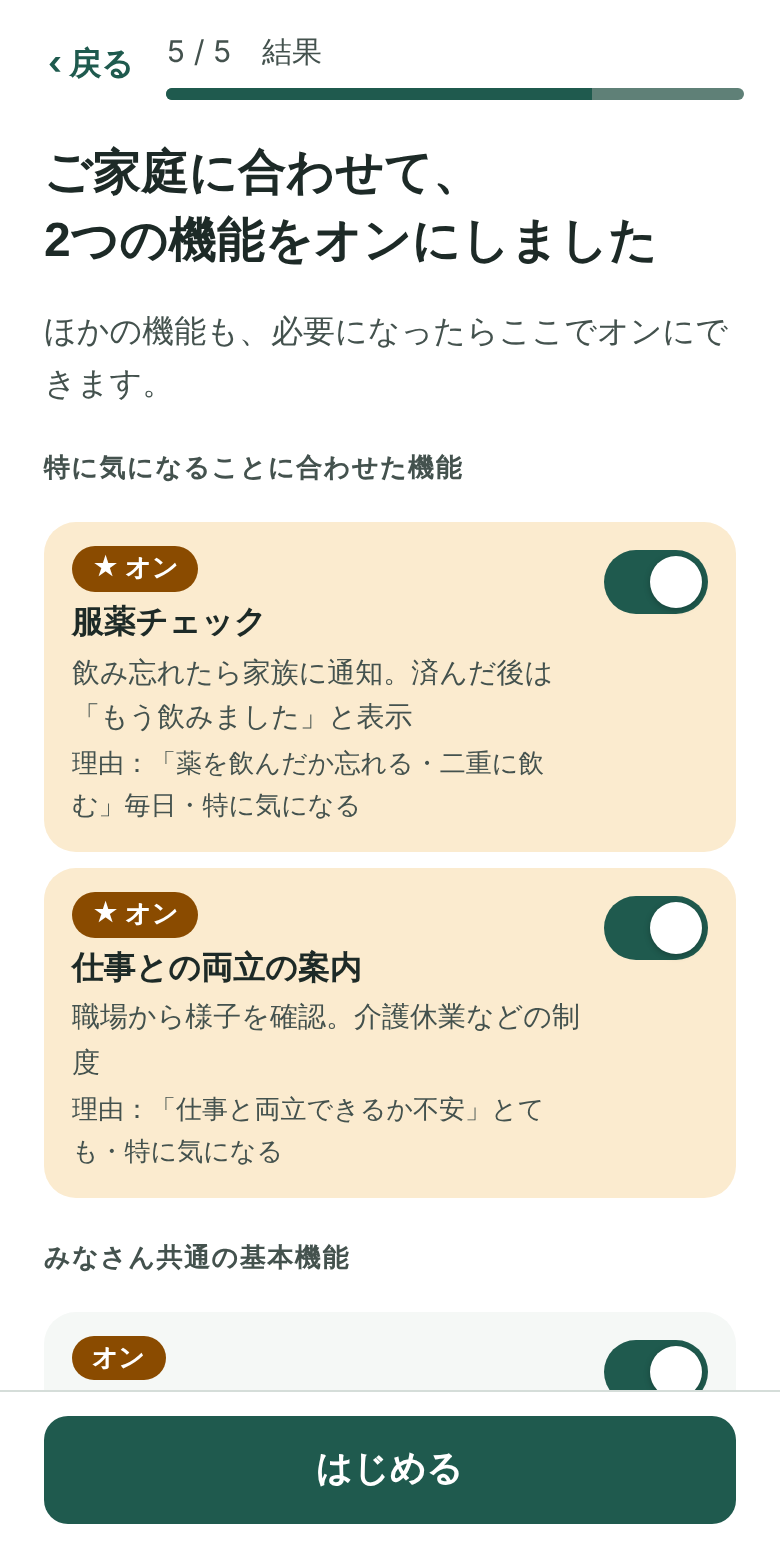 ‹ 戻る
5 / 5　結果
ご家庭に合わせて、
2つの機能をオンにしました
ほかの機能も、必要になったらここでオンにで
きます。
特に気になることに合わせた機能
★ オン
服薬チェック
飲み忘れたら家族に通知。済んだ後は
「もう飲みました」と表示
理由：「薬を飲んだか忘れる・二重に飲
む」毎日・特に気になる
★ オン
仕事との両立の案内
職場から様子を確認。介護休業などの制
度
理由：「仕事と両立できるか不安」とて
も・特に気になる
みなさん共通の基本機能
オン
はじめる